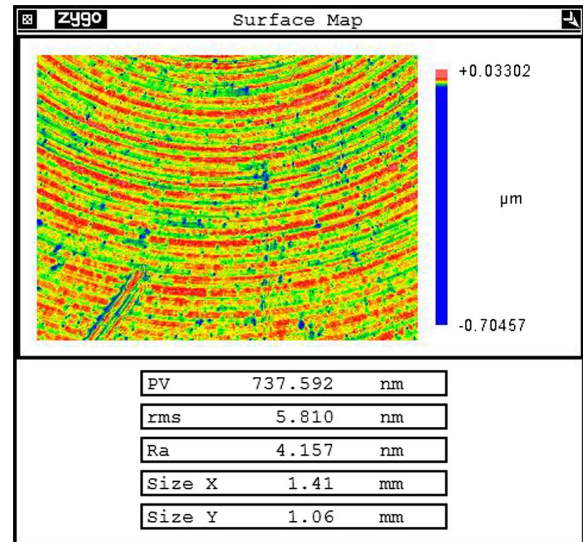 zygo Surface Map
+0.03302
µm
-0.70457
PV 737.592 nm
rms 5.810 nm
Ra 4.157 nm
Size X 1.41 mm
Size Y 1.06 mm